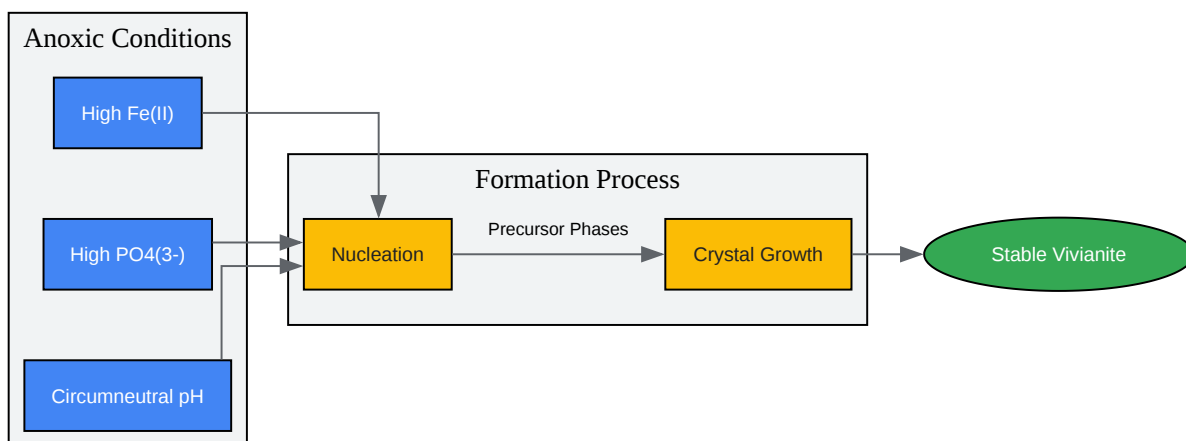 Anoxic Conditions
High Fe(II)
Formation Process
High PO4(3-)
Nucleation
Precursor Phases
Crystal Growth
Stable Vivianite
Circumneutral pH